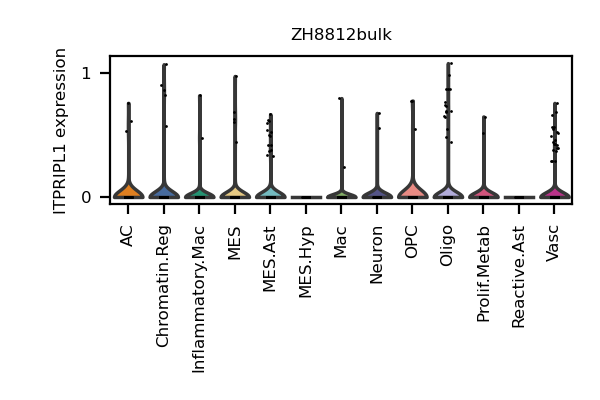 ZH8812bulk
ITPRIPL1 expression
1
0
AC
Chromatin.Reg
Inflammatory.Mac
MES
MES.Ast
MES.Hyp
Mac
Neuron
OPC
Oligo
Prolif.Metab
Reactive.Ast
Vasc